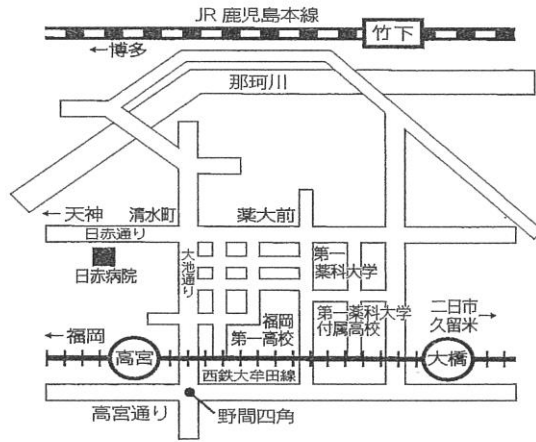 JR 鹿児島本線
竹下
←博多
那珂川
←天神
清水町
薬大前
日赤通り
日赤病院
大池通り
第一
薬科大学
福岡
第一高校
第一薬科大学
付属高校
二日市
久留米→
←福岡
高宮
大橋
西鉄大牟田線
高宮通り
野間四角